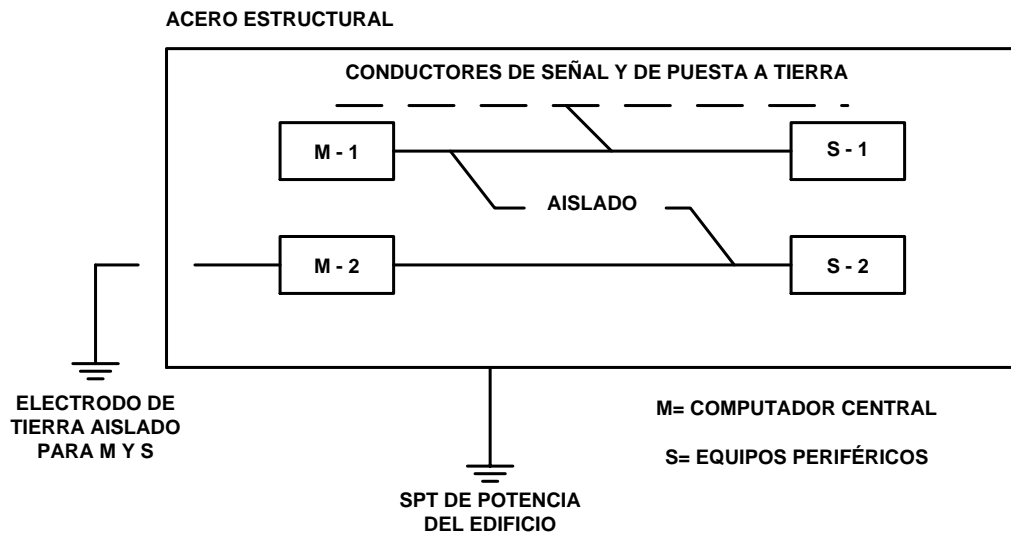 ACERO ESTRUCTURAL
CONDUCTORES DE SEÑAL Y DE PUESTA A TIERRA
M - 1
S - 1
AISLADO
M - 2
S - 2
ELECTRODO DE
TIERRA AISLADO
PARA M Y S
M= COMPUTADOR CENTRAL
S= EQUIPOS PERIFÉRICOS
SPT DE POTENCIA
DEL EDIFICIO